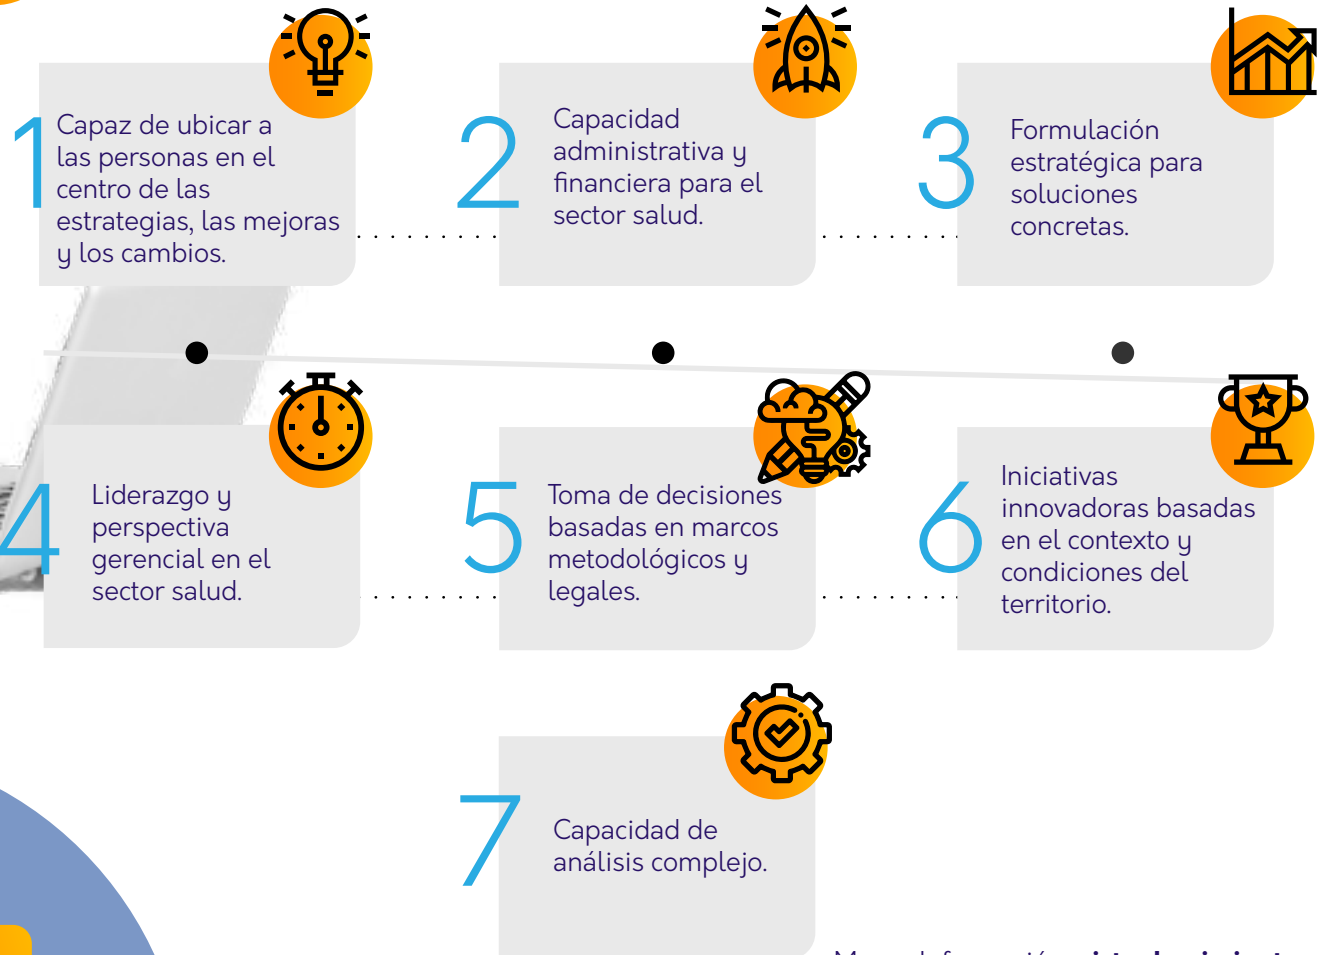 1
Capaz de ubicar a
las personas en el
centro de las
estrategias, las mejoras
y los cambios.
2
Capacidad
administrativa y
financiera para el
sector salud.
3
Formulación
estratégica para
soluciones
concretas.
4
Liderazgo y
perspectiva
gerencial en el
sector salud.
5
Toma de decisiones
basadas en marcos
metodológicos y
legales.
6
Iniciativas
innovadoras basadas
en el contexto y
condiciones del
territorio.
7
Capacidad de
análisis complejo.